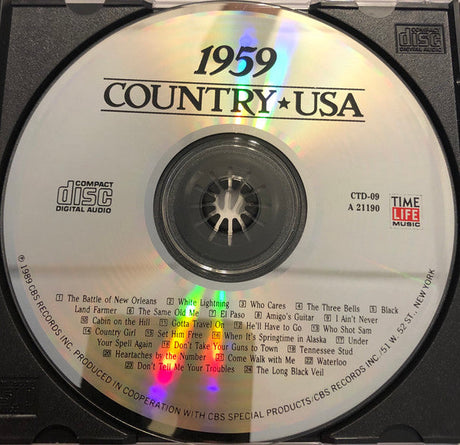 1959
COUNTRY★USA
COMPACT
disc
DIGITAL AUDIO
COMPACT
disc
DIGITAL AUDIO
CTD-09
A 21190
TIME
LIFE
MUSIC
1 The Battle of New Orleans 2 White Lightning 3 Who Cares 4 The Three Bells 5 Black
Land Farmer 6 The Same Old Me 7 El Paso 8 Amigo's Guitar 9 I Ain't Never
10 Cabin on the Hill 11 Gotta Travel On 12 He'll Have to Go 13 Who Shot Sam
14 Country Girl 15 Set Him Free 16 When It's Springtime in Alaska 17 Under
Your Spell Again 18 Don't Take Your Guns to Town 19 Tennessee Stud
20 Heartaches by the Number 21 Come Walk with Me 22 Waterloo
23 Don't Tell Me Your Troubles 24 The Long Black Veil
℗ 1989 CBS RECORDS INC. PRODUCED IN COOPERATION WITH CBS SPECIAL PRODUCTS/CBS RECORDS INC./51 W. 52 ST., NEW YORK